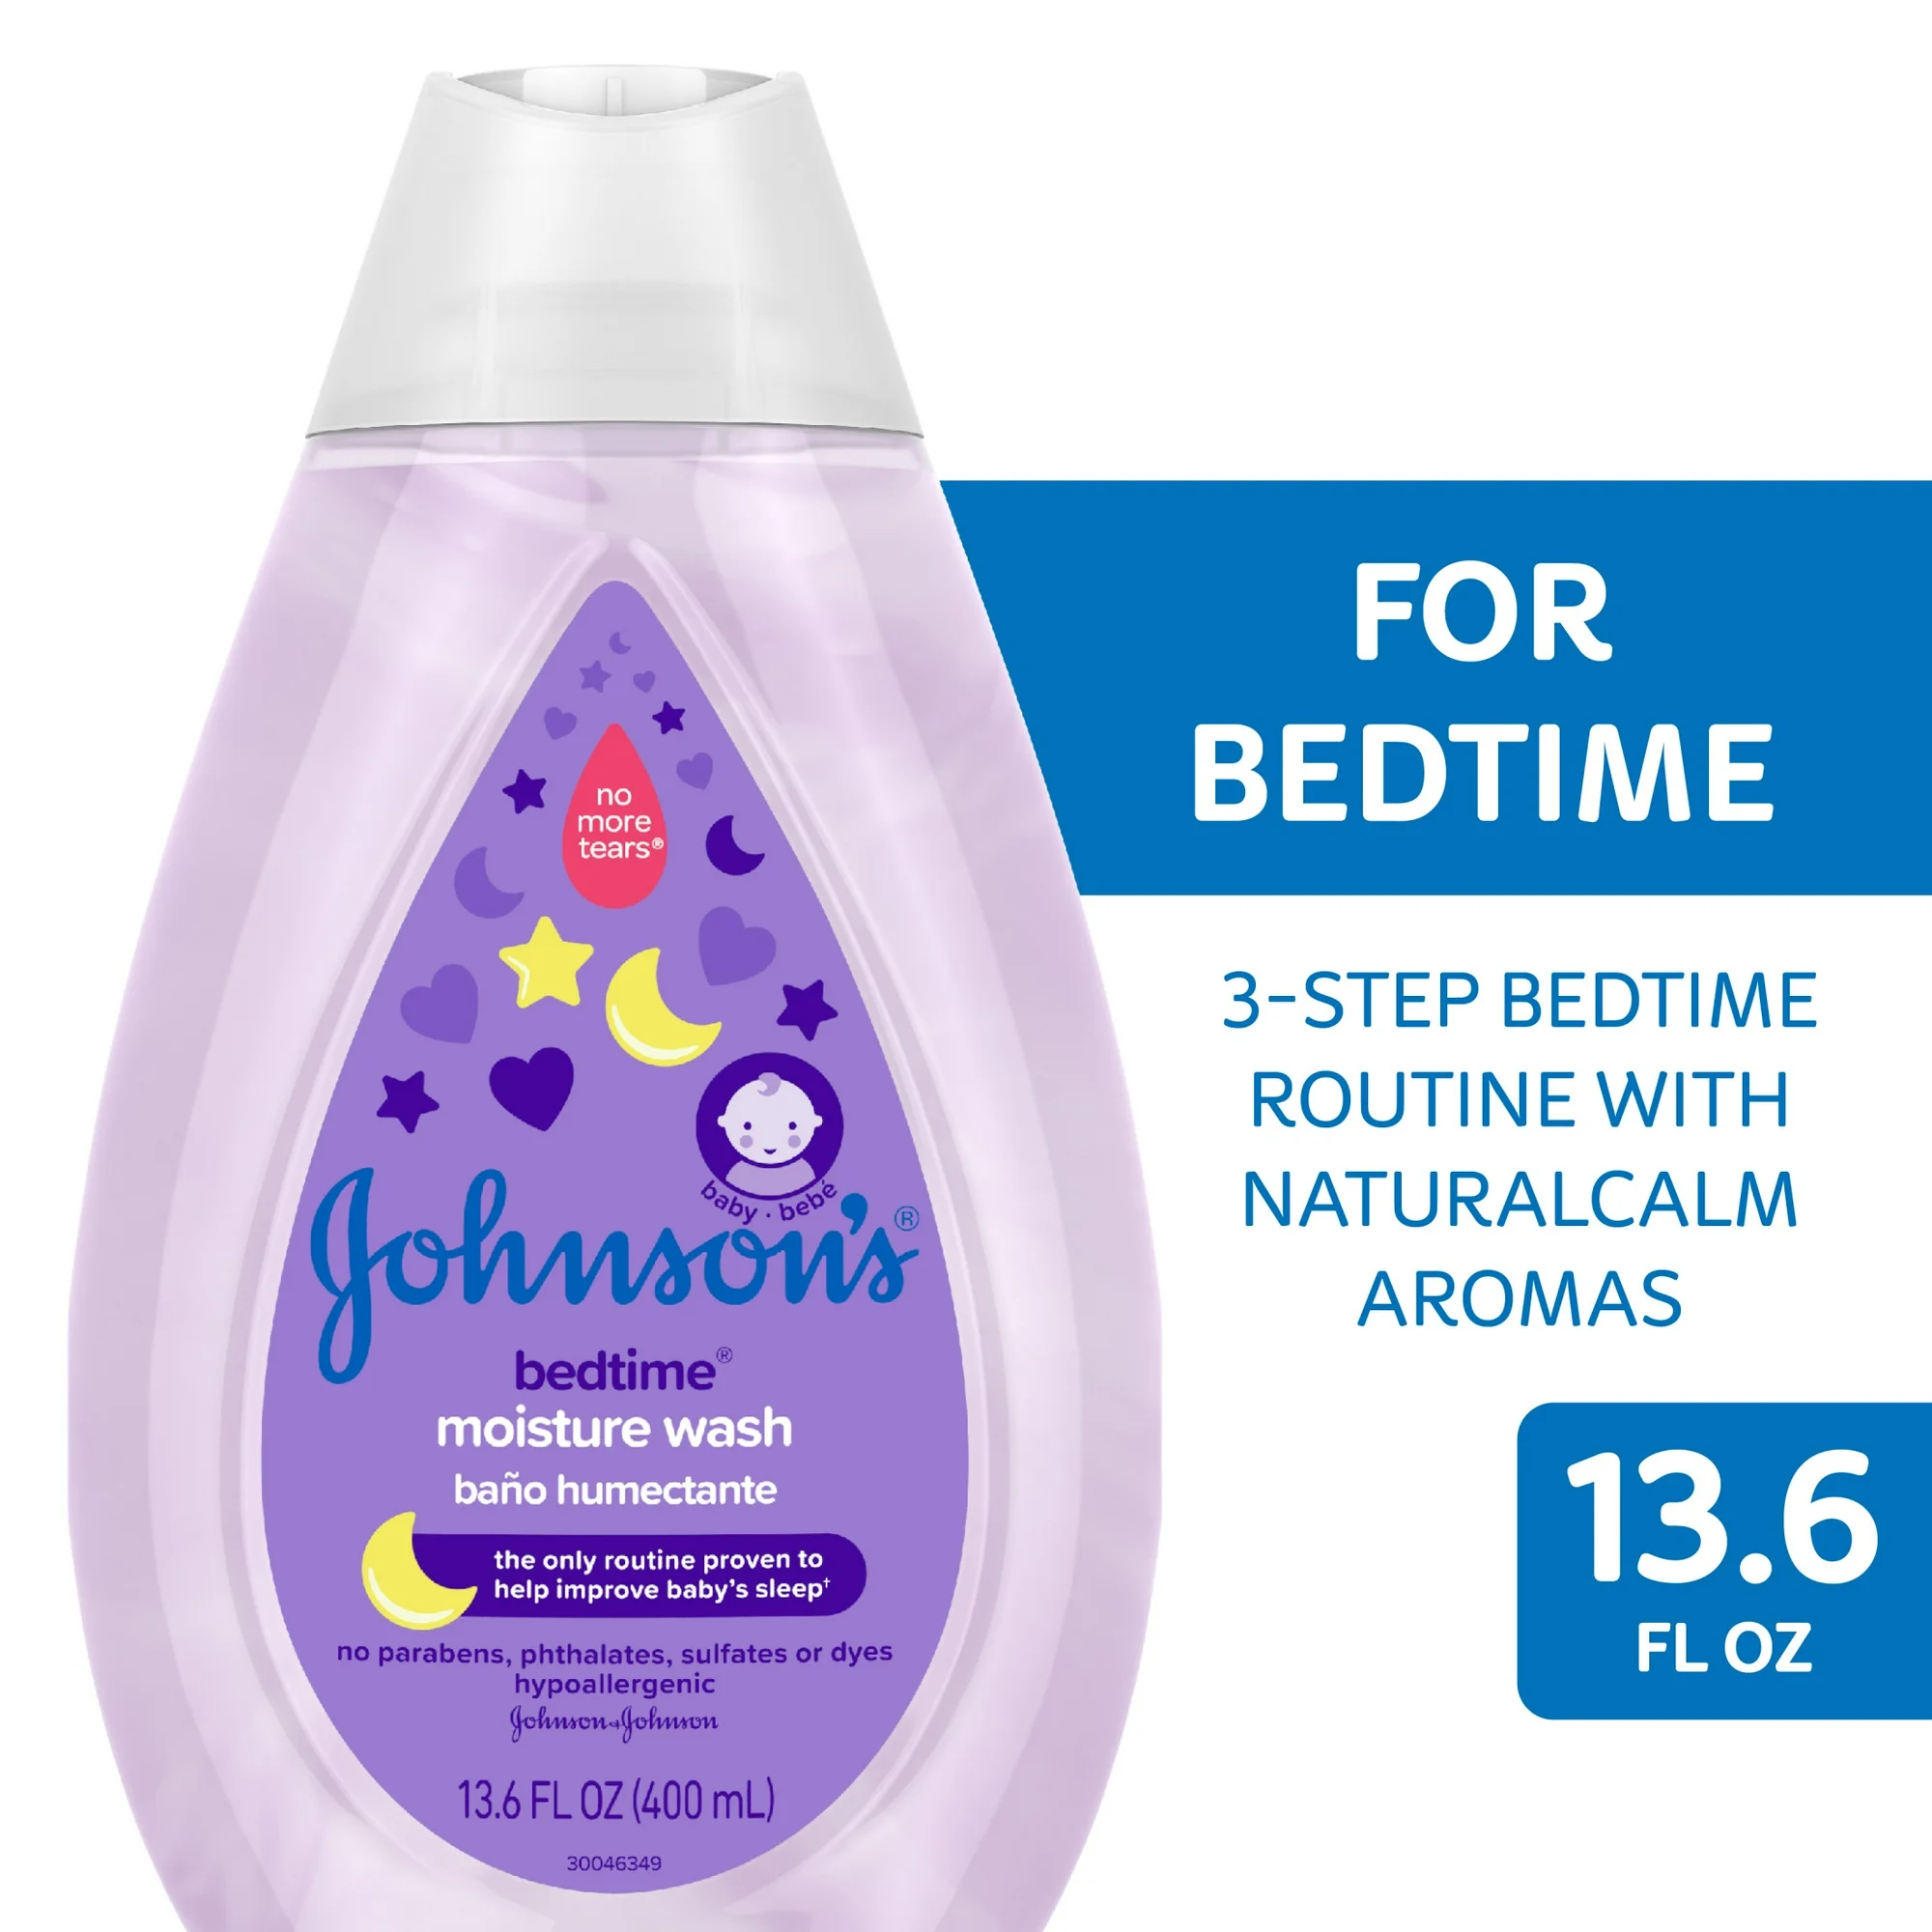 no
more
tears®
baby · bebé
Johnson's®
bedtime®
moisture wash
baño humectante
the only routine proven to
help improve baby's sleep†
no parabens, phthalates, sulfates or dyes
hypoallergenic
Johnson+Johnson
13.6 FL OZ (400 mL)
30046349
FOR
BEDTIME
3-STEP BEDTIME
ROUTINE WITH
NATURALCALM
AROMAS
13.6
FL OZ